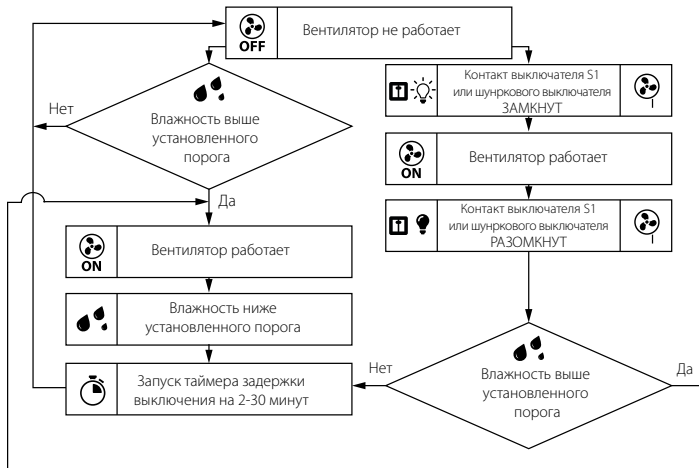 OFF
Вентилятор не работает
Нет
Влажность выше
установленного
порога
Да
ON
Вентилятор работает
Влажность ниже
установленного порога
Запуск таймера задержки
выключения на 2-30 минут
Контакт выключателя S1
или шнуркового выключателя
ЗАМКНУТ
ON
Вентилятор работает
Контакт выключателя S1
или шнуркового выключателя
РАЗОМКНУТ
Нет
Влажность выше
установленного
порога
Да